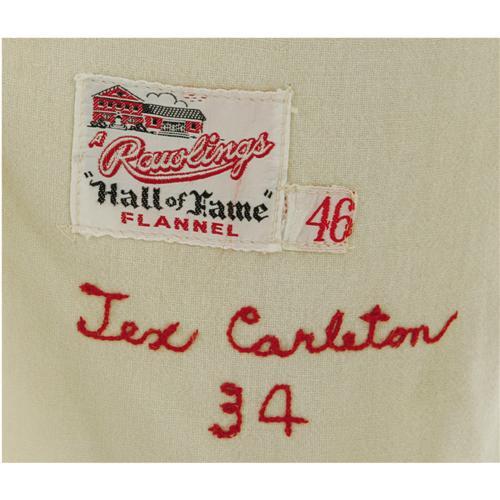 A Rawlings
"Hall of Fame"
FLANNEL
46
Tex Carleton
34